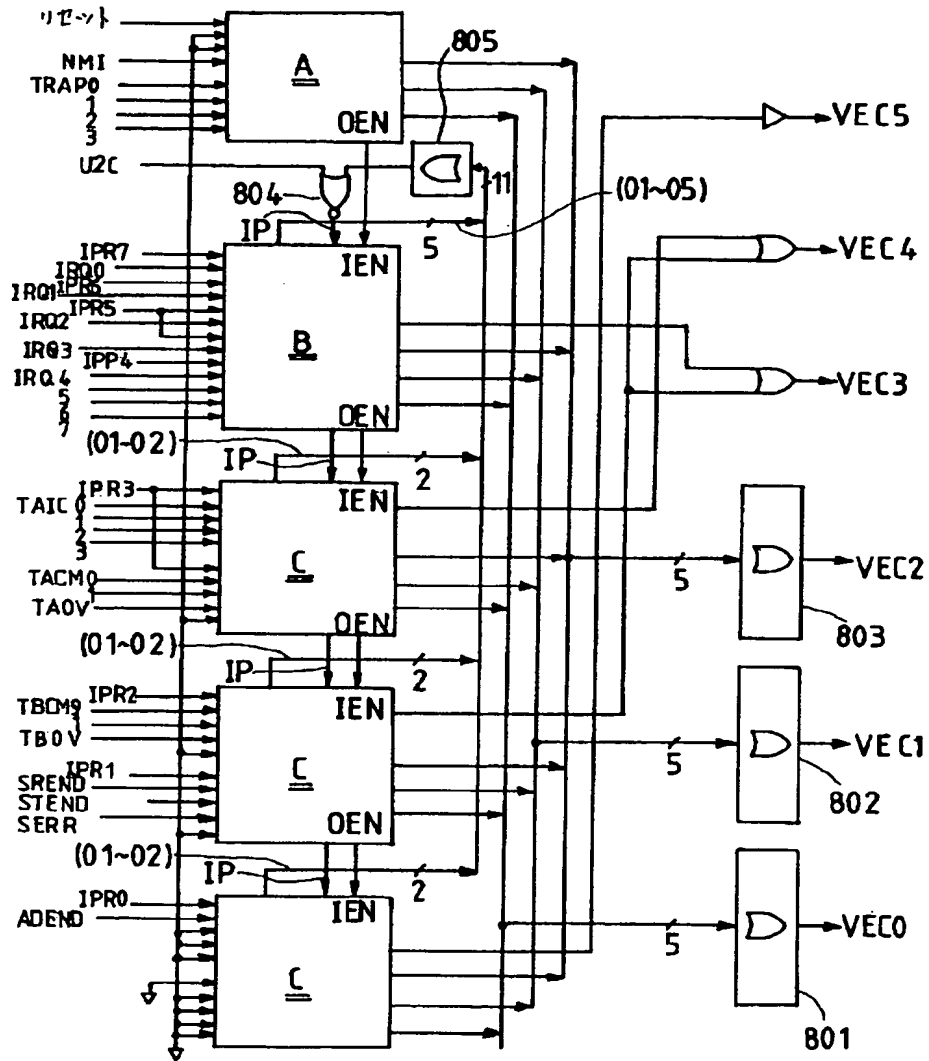 リセット
NMI
TRAP0
1
2
3
A
OEN
805
VEC5
U2C
804
11
(01~05)
IP
5
IEN
VEC4
IPR7
IRQ0
IPR6
IRQ1
IPR5
IRQ2
IRQ3
IPP4
IRQ4
5
6
7
B
OEN
VEC3
(01-02)
IP
2
IPR3
IEN
TAIC0
1
2
3
C
TACM0
1
TAOV
OEN
5
VEC2
803
(01~02)
IP
2
IPR2
IEN
TBCM9
1
TBOV
IPR1
SREND
STEND
SERR
C
OEN
5
VEC1
802
(01~02)
IP
2
IPR0
IEN
ADEND
C
5
VEC0
801